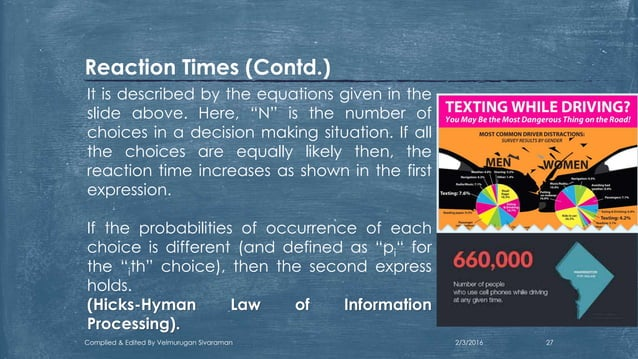 Reaction Times (Contd.)
It is described by the equations given in the
slide above. Here, “N” is the number of
choices in a decision making situation. If all
the choices are equally likely then, the
reaction time increases as shown in the first
expression.
If the probabilities of occurrence of each
choice is different (and defined as “pi“ for
the “ith” choice), then the second express
holds.
(Hicks-Hyman Law of Information
Processing).
TEXTING WHILE DRIVING?
You May Be the Most Dangerous Thing on the Road!
MOST COMMON DRIVER DISTRACTIONS:
SURVEY RESULTS BY GENDER
MEN
WOMEN
Texting: 7.6%
Texting: 6.2%
660,000
Number of people
who use cell phones while driving
at any given time.
Compiled & Edited By Velmurugan Sivaraman
2/3/2016
27